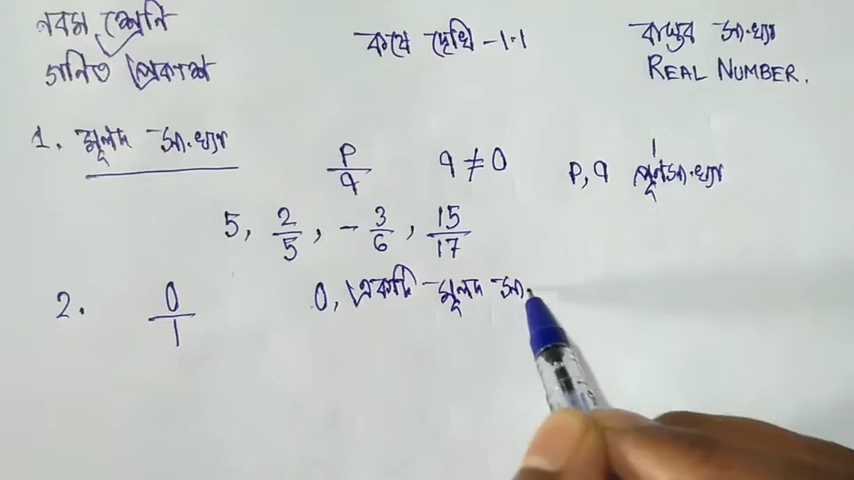 নবম শ্রেনি
গনিত প্রকাশ
কষে দেখি -1.1
বাস্তব সংখ্যা
REAL NUMBER.
1. মূলদ সংখ্যা
p/q q ≠ 0 p, q পূর্ণসংখ্যা
5, 2/5, - 3/6, 15/17
2. 0/1 0, একটি মূলদ সং